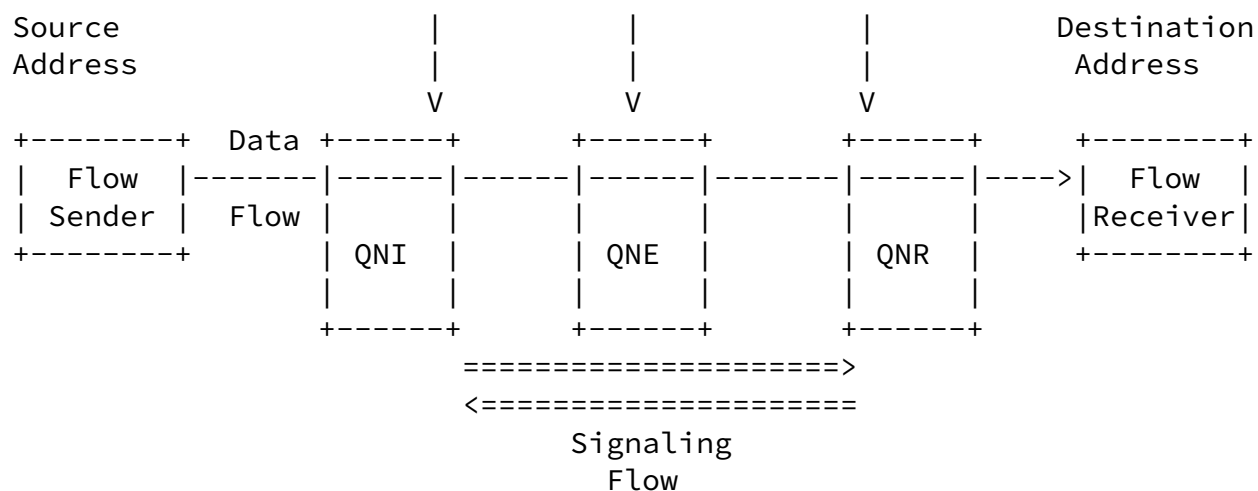 Source                 |          |            |          Destination
Address                |          |            |           Address
                       V          V            V
+--------+  Data +------+      +------+       +------+     +--------+
|  Flow  |-------|------|------|------|-------|------|---->|  Flow  |
| Sender |  Flow |      |      |      |       |      |     |Receiver|
+--------+       | QNI  |      | QNE  |       | QNR  |     +--------+
                 |      |      |      |       |      |
                 +------+      +------+       +------+
                         =====================>
                         <=====================
                               Signaling
                                 Flow